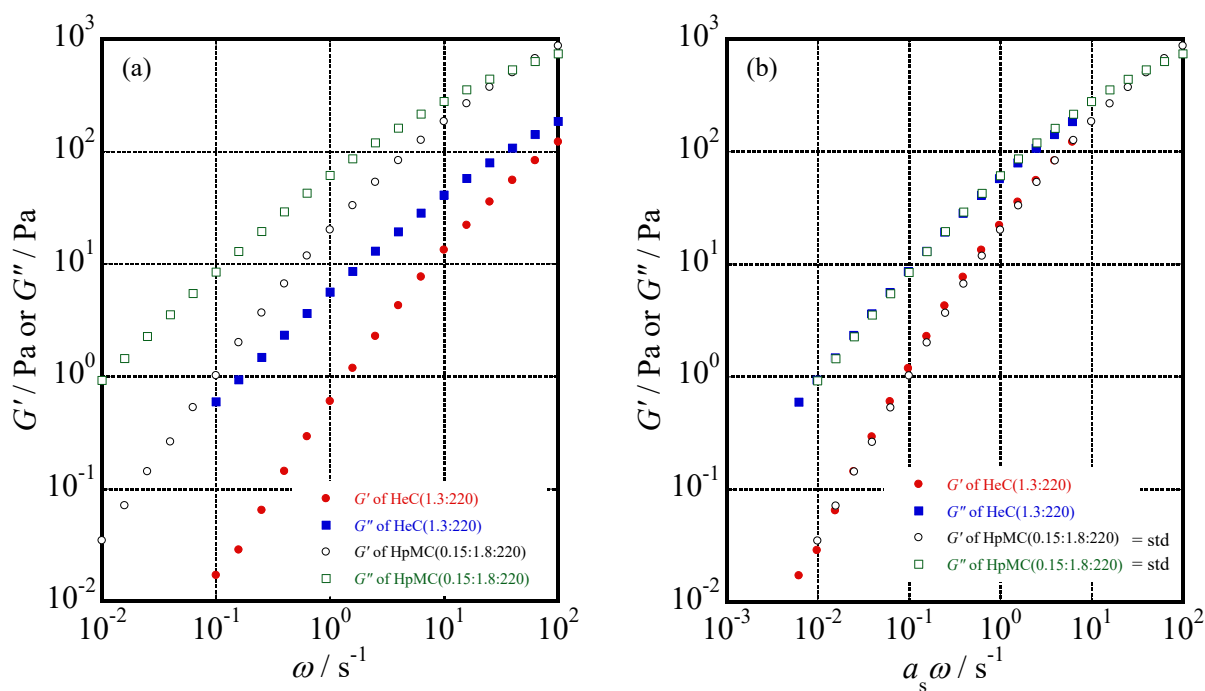 (a)
G′ / Pa or G″ / Pa
10³
10²
10¹
10⁰
10⁻¹
10⁻²
G′ of HeC(1.3:220)
G″ of HeC(1.3:220)
G′ of HpMC(0.15:1.8:220)
G″ of HpMC(0.15:1.8:220)
10⁻² 10⁻¹ 10⁰ 10¹ 10²
ω / s⁻¹
(b)
G′ / Pa or G″ / Pa
10³
10²
10¹
10⁰
10⁻¹
10⁻²
G′ of HeC(1.3:220)
G″ of HeC(1.3:220)
G′ of HpMC(0.15:1.8:220) = std
G″ of HpMC(0.15:1.8:220) = std
10⁻³ 10⁻² 10⁻¹ 10⁰ 10¹ 10²
aₛω / s⁻¹